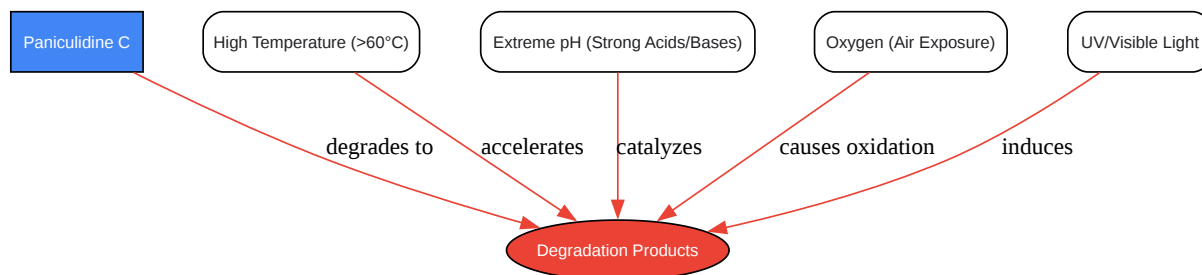 Paniculidine C
High Temperature (>60°C)
Extreme pH (Strong Acids/Bases)
Oxygen (Air Exposure)
UV/Visible Light
degrades to
accelerates
catalyzes
causes oxidation
induces
Degradation Products